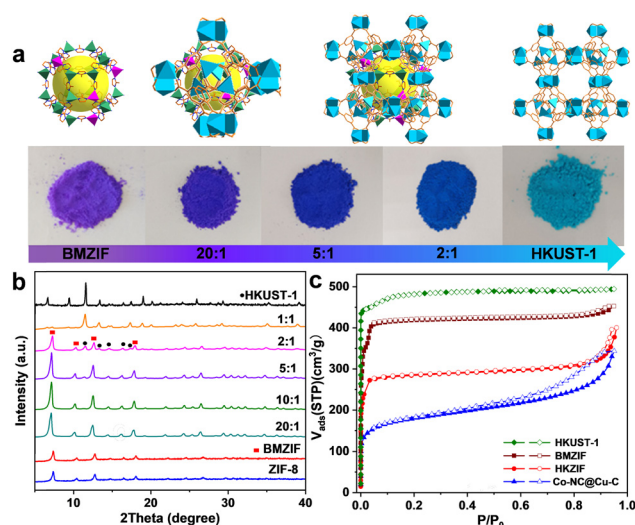 a
BMZIF 20:1 5:1 2:1 HKUST-1
b
•HKUST-1
1:1
2:1
5:1
10:1
20:1
BMZIF
ZIF-8
Intensity (a.u.)
10 20 30 40
2Theta (degree)
c
500
400
300
200
100
0
V_ads(STP)(cm³/g)
HKUST-1
BMZIF
HKZIF
Co-NC@Cu-C
0.0 0.2 0.4 0.6 0.8 1.0
P/P₀